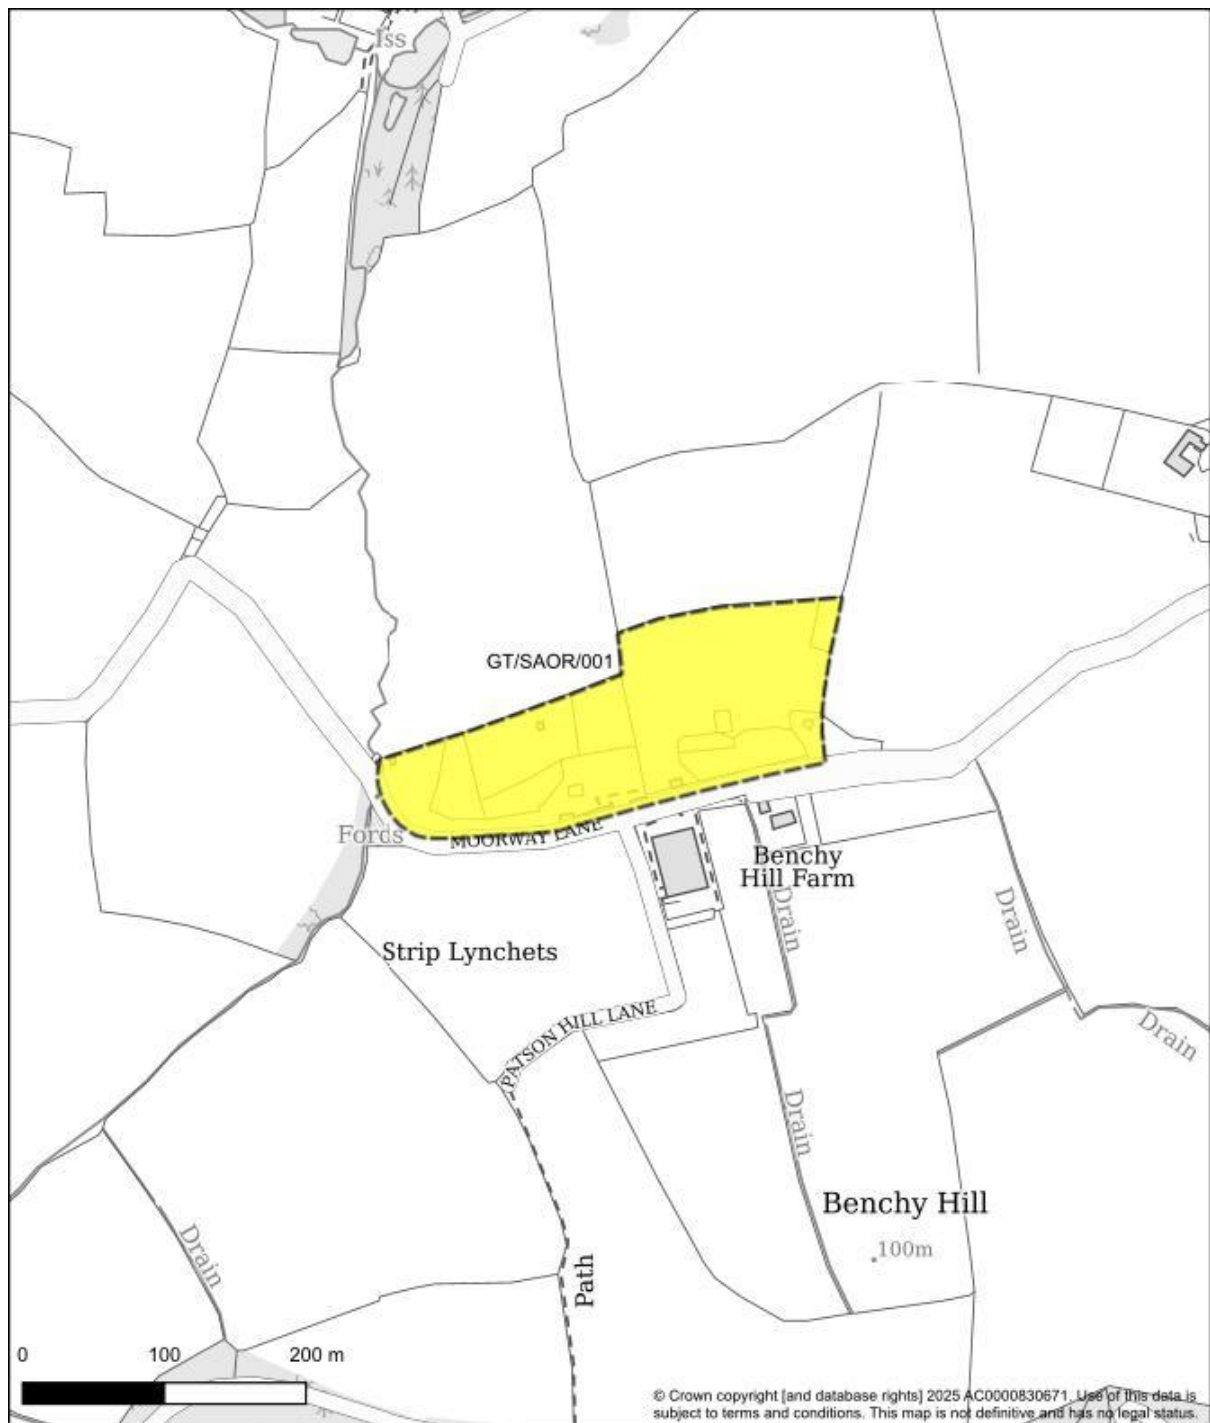 Iss
GT/SAOR/001
Fords
MOORWAY LANE
Benchy
Hill Farm
Drain
Drain
Strip Lynchets
PATSON HILL LANE
Drain
Drain
Benchy Hill
100m
Drain
Path
0 100 200 m
© Crown copyright [and database rights] 2025 AC0000830671. Use of this data is
subject to terms and conditions. This map is not definitive and has no legal status.